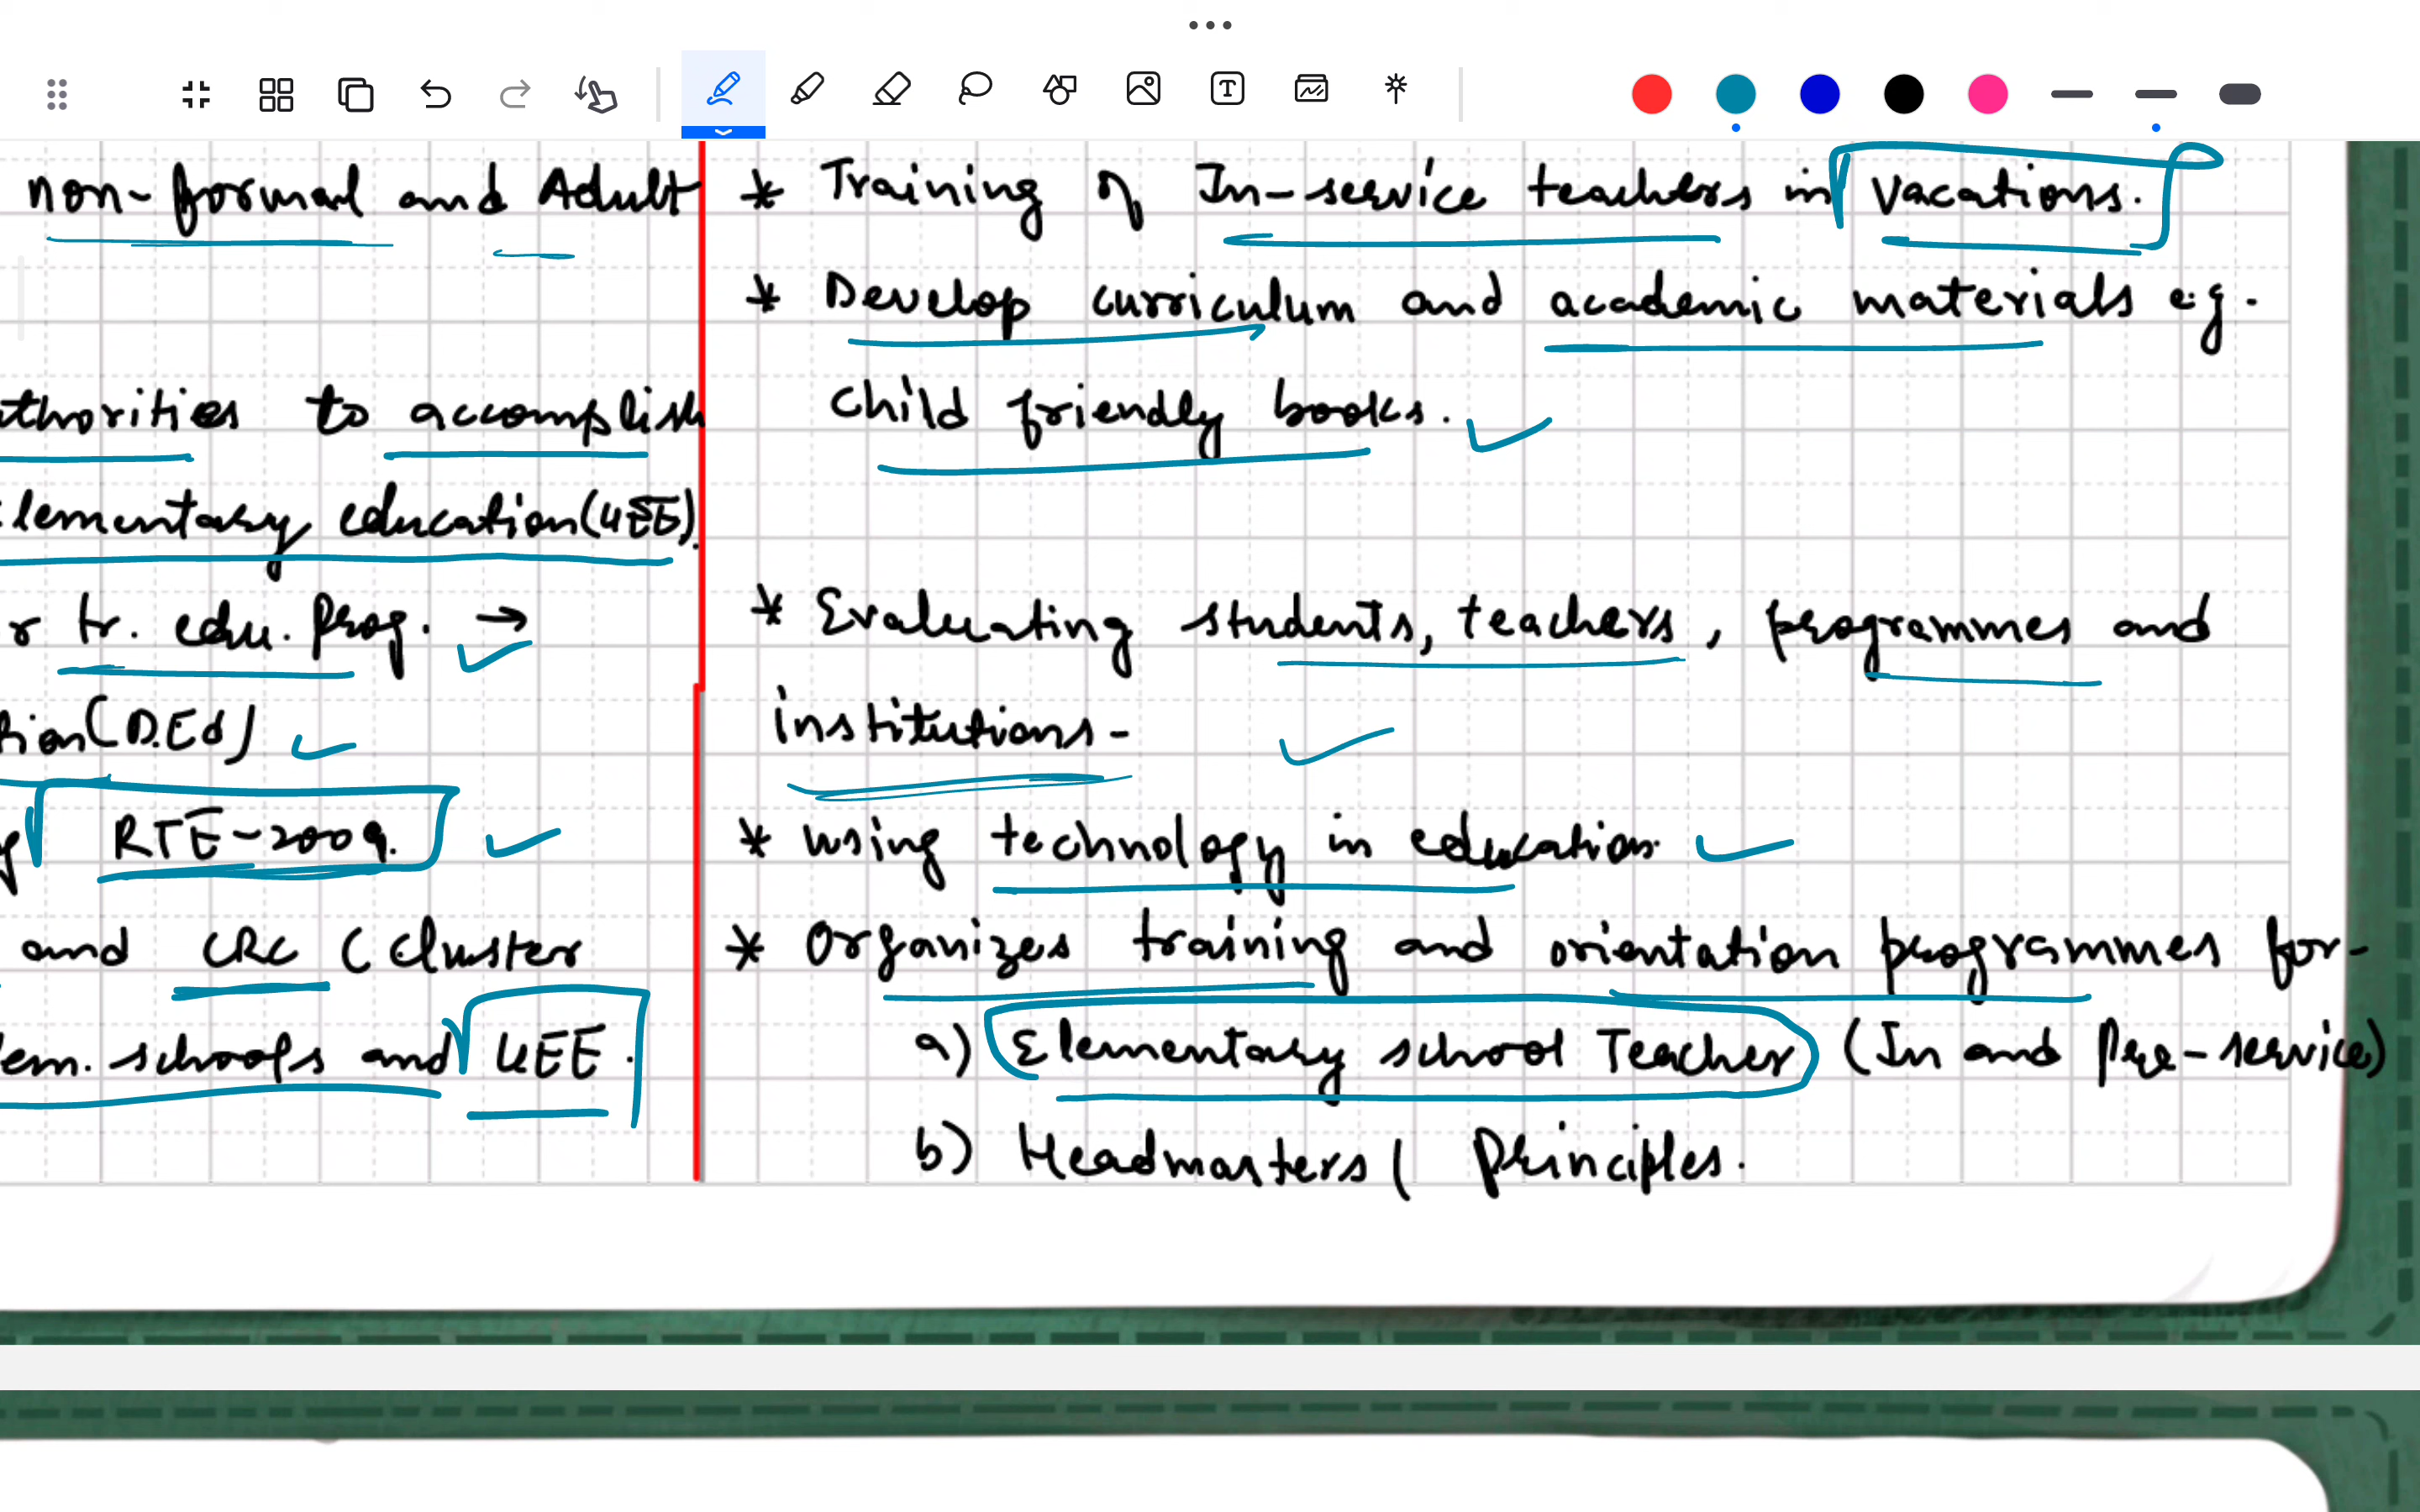 non-formal and Adult
thorities to accomplish
lementary education(UEE).
r tr. edu. Prog. →
tion(D.Ed)
RTE-2009.
and CRC (Cluster
em. schools and UEE.
* Training of In-service teachers in Vacations.
* Develop curriculum and academic materials e.g.
Child friendly books.
* Evaluating students, teachers, programmes and
institutions-
* Using technology in education.
* Organizes training and orientation programmes for-
a) Elementary school Teacher (In and Pre-service)
b) Headmasters / Principles.